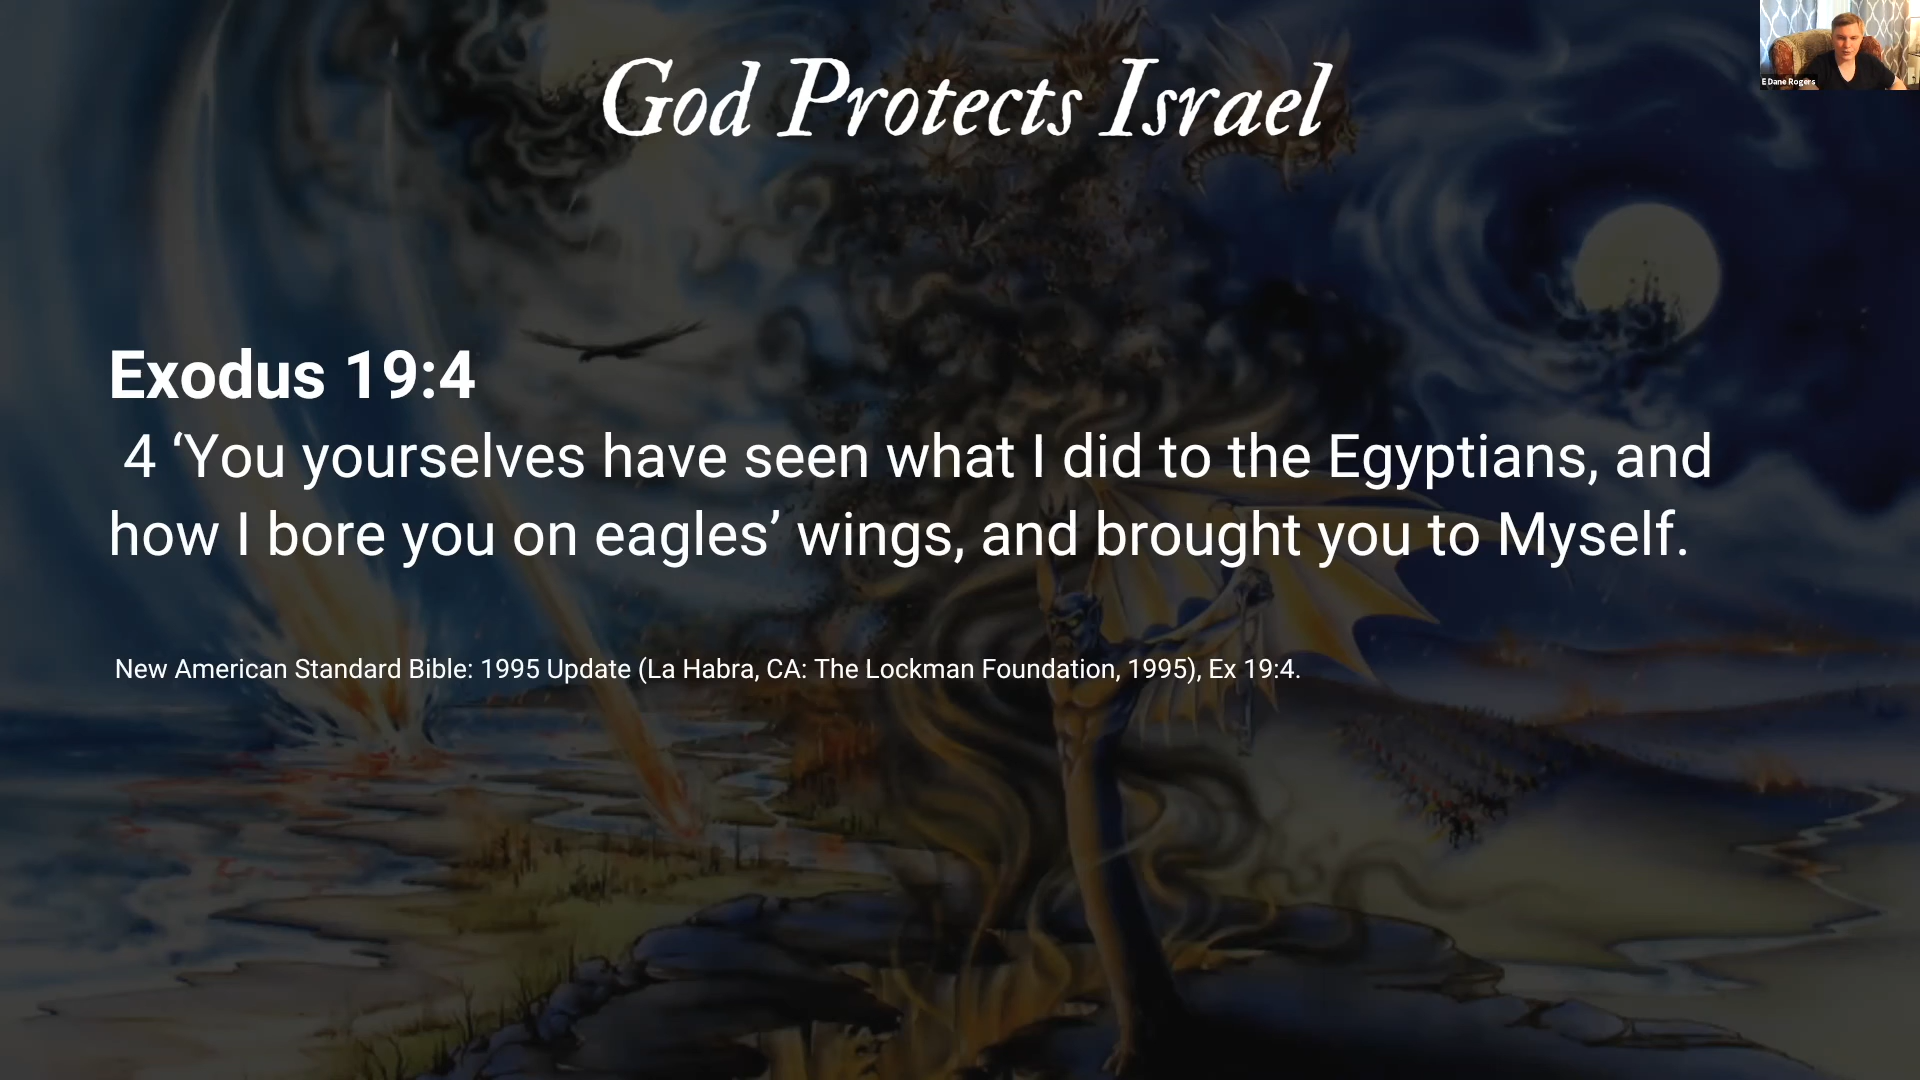 God Protects Israel
E Dane Rogers
Exodus 19:4
4 ‘You yourselves have seen what I did to the Egyptians, and
how I bore you on eagles’ wings, and brought you to Myself.
New American Standard Bible: 1995 Update (La Habra, CA: The Lockman Foundation, 1995), Ex 19:4.